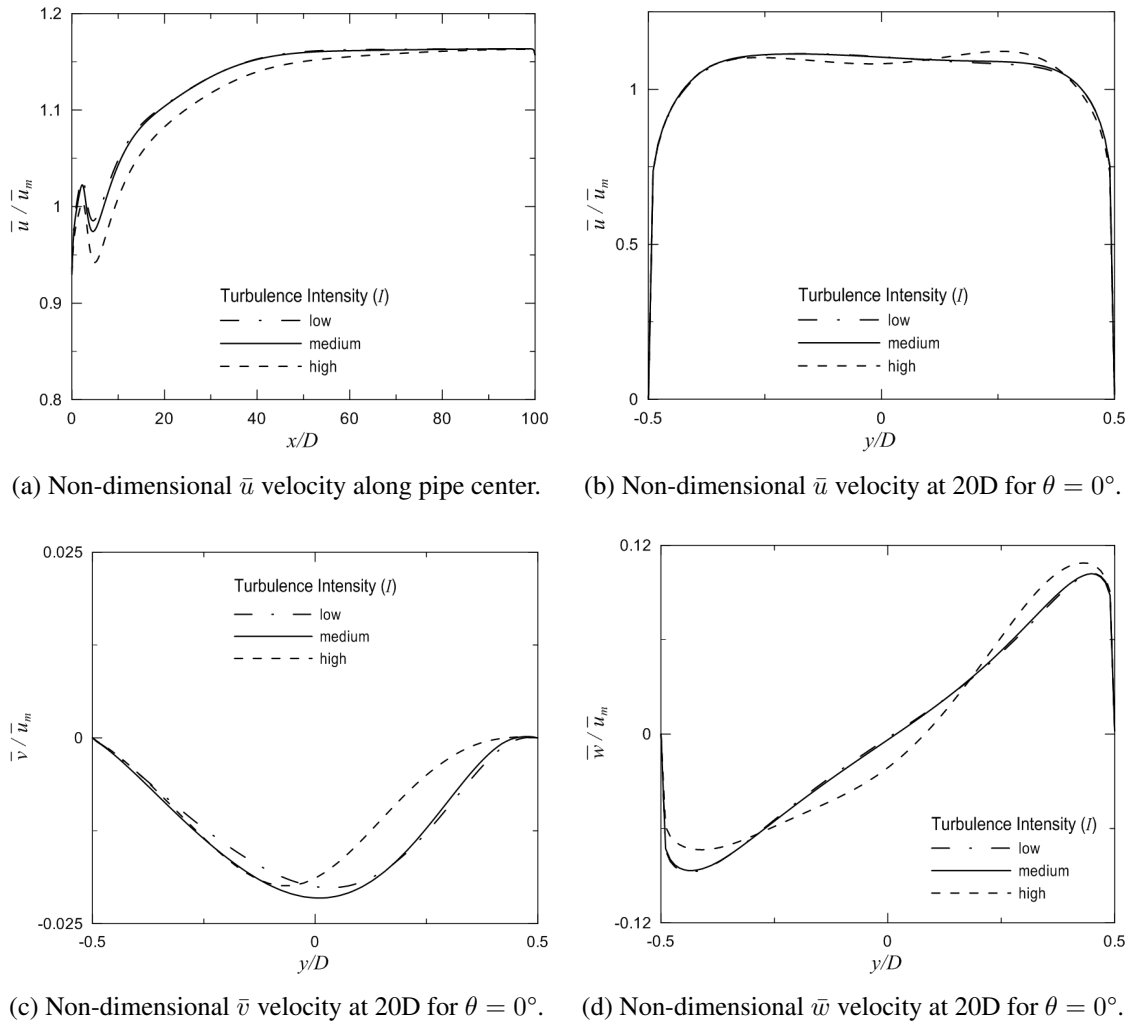 1.2
1.1
1
0.9
0.8
ū / ū_m
0 20 40 60 80 100
x/D
Turbulence Intensity (I)
low
medium
high
(a) Non-dimensional ū velocity along pipe center.
1
0.5
1
ū / ū_m
-0.5 0 0.5
y/D
Turbulence Intensity (I)
low
medium
high
(b) Non-dimensional ū velocity at 20D for θ = 0°.
0.025
0
-0.025
v̄ / ū_m
-0.5 0 0.5
y/D
Turbulence Intensity (I)
low
medium
high
(c) Non-dimensional v̄ velocity at 20D for θ = 0°.
0.12
0
-0.12
w̄ / ū_m
-0.5 0 0.5
y/D
Turbulence Intensity (I)
low
medium
high
(d) Non-dimensional w̄ velocity at 20D for θ = 0°.